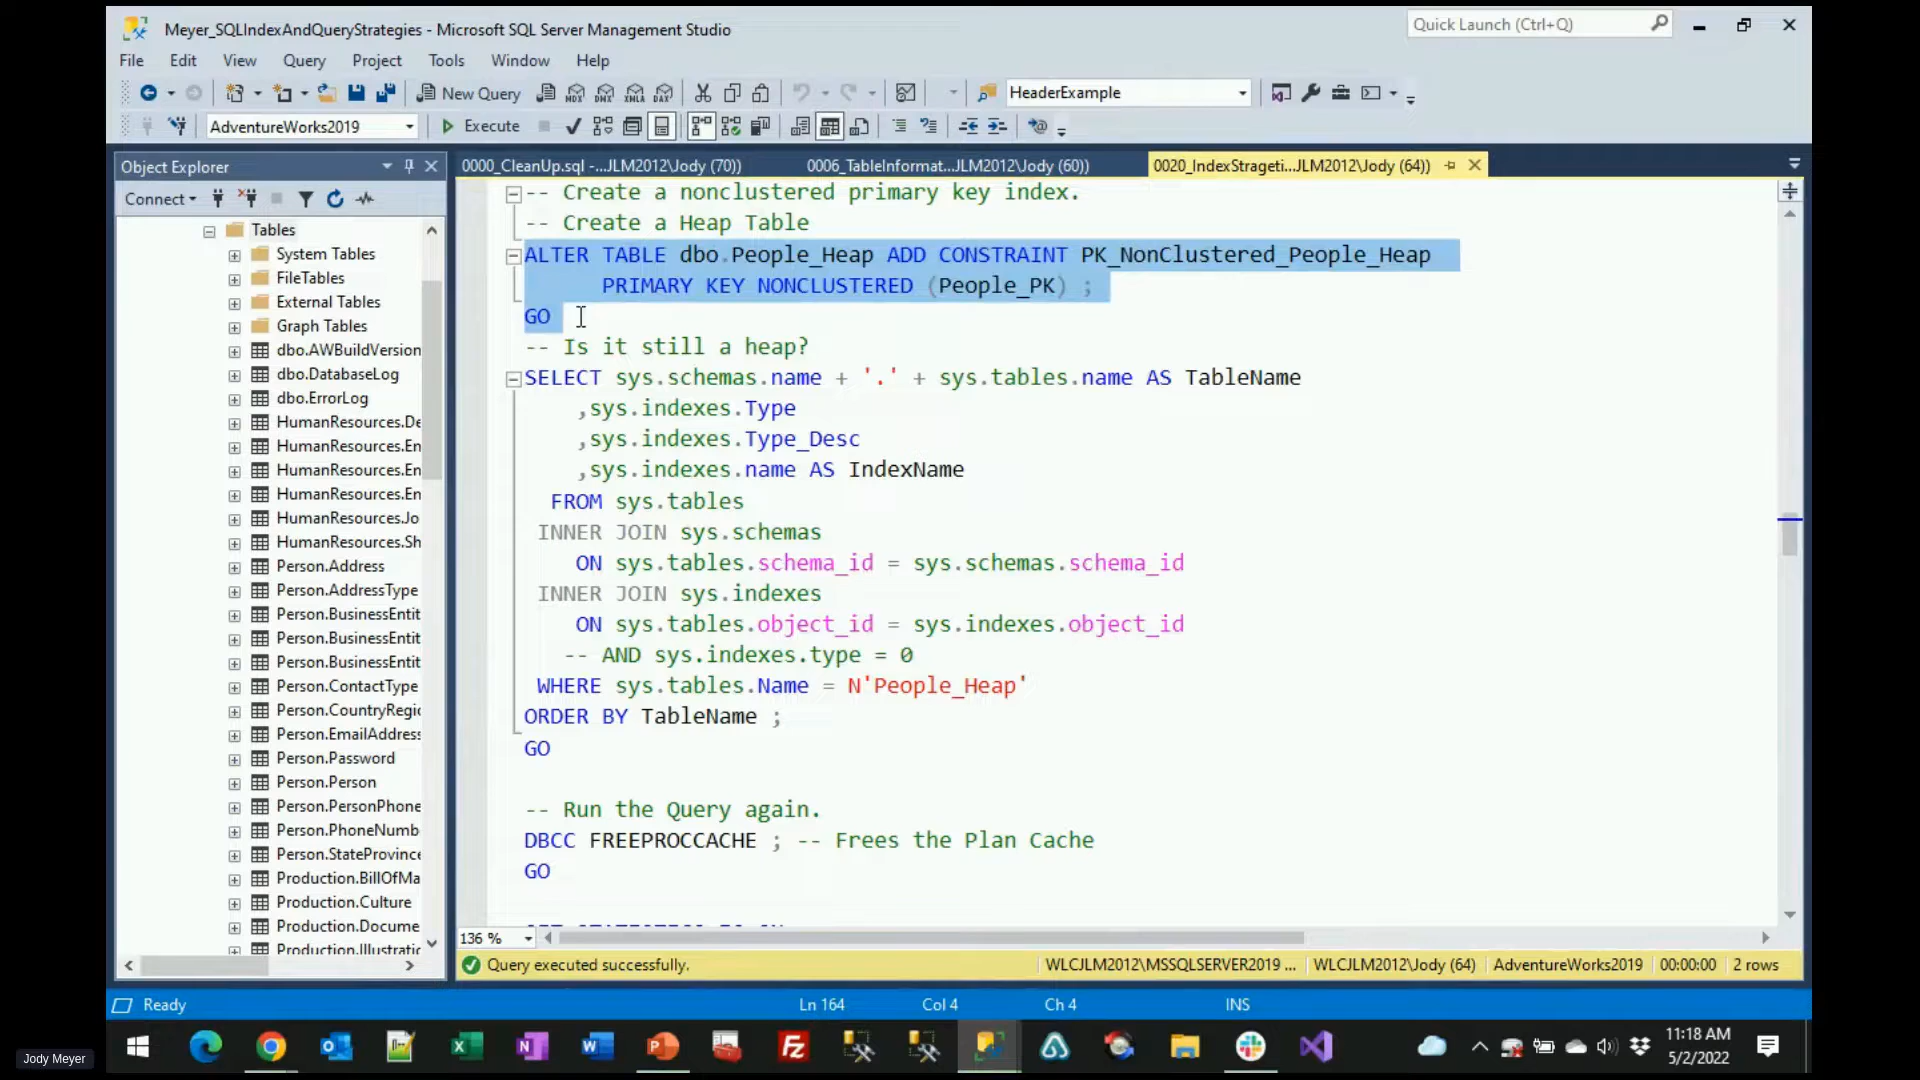 Meyer_SQLIndexAndQueryStrategies - Microsoft SQL Server Management Studio
Quick Launch (Ctrl+Q)
File Edit View Query Project Tools Window Help
New Query
HeaderExample
AdventureWorks2019
Execute
Object Explorer
0000_CleanUp.sql -...JLM2012\Jody (70))
0006_TableInformat...JLM2012\Jody (60))
0020_IndexStrageti...JLM2012\Jody (64))
Connect
Tables
System Tables
FileTables
External Tables
Graph Tables
dbo.AWBuildVersion
dbo.DatabaseLog
dbo.ErrorLog
HumanResources.De
HumanResources.En
HumanResources.En
HumanResources.En
HumanResources.Jo
HumanResources.Sh
Person.Address
Person.AddressType
Person.BusinessEntit
Person.BusinessEntit
Person.BusinessEntit
Person.ContactType
Person.CountryRegic
Person.EmailAddress
Person.Password
Person.Person
Person.PersonPhone
Person.PhoneNumb
Person.StateProvince
Production.BillOfMa
Production.Culture
Production.Docume
Production.Illustratic
-- Create a nonclustered primary key index.
-- Create a Heap Table
ALTER TABLE dbo.People_Heap ADD CONSTRAINT PK_NonClustered_People_Heap
PRIMARY KEY NONCLUSTERED (People_PK) ;
GO
-- Is it still a heap?
SELECT sys.schemas.name + '.' + sys.tables.name AS TableName
,sys.indexes.Type
,sys.indexes.Type_Desc
,sys.indexes.name AS IndexName
FROM sys.tables
INNER JOIN sys.schemas
ON sys.tables.schema_id = sys.schemas.schema_id
INNER JOIN sys.indexes
ON sys.tables.object_id = sys.indexes.object_id
-- AND sys.indexes.type = 0
WHERE sys.tables.Name = N'People_Heap'
ORDER BY TableName ;
GO
-- Run the Query again.
DBCC FREEPROCCACHE ; -- Frees the Plan Cache
GO
136 %
Query executed successfully.
WLCJLM2012\MSSQLSERVER2019 ... WLCJLM2012\Jody (64) AdventureWorks2019 00:00:00 2 rows
Ready
Ln 164 Col 4 Ch 4 INS
11:18 AM
5/2/2022
Jody Meyer